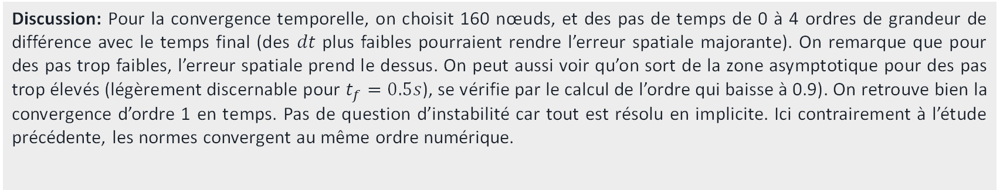 Discussion: Pour la convergence temporelle, on choisit 160 nœuds, et des pas de temps de 0 à 4 ordres de grandeur de
différence avec le temps final (des dt plus faibles pourraient rendre l’erreur spatiale majorante). On remarque que pour
des pas trop faibles, l’erreur spatiale prend le dessus. On peut aussi voir qu’on sort de la zone asymptotique pour des pas
trop élevés (légèrement discernable pour t_f = 0.5s), se vérifie par le calcul de l’ordre qui baisse à 0.9). On retrouve bien la
convergence d’ordre 1 en temps. Pas de question d’instabilité car tout est résolu en implicite. Ici contrairement à l’étude
précédente, les normes convergent au même ordre numérique.